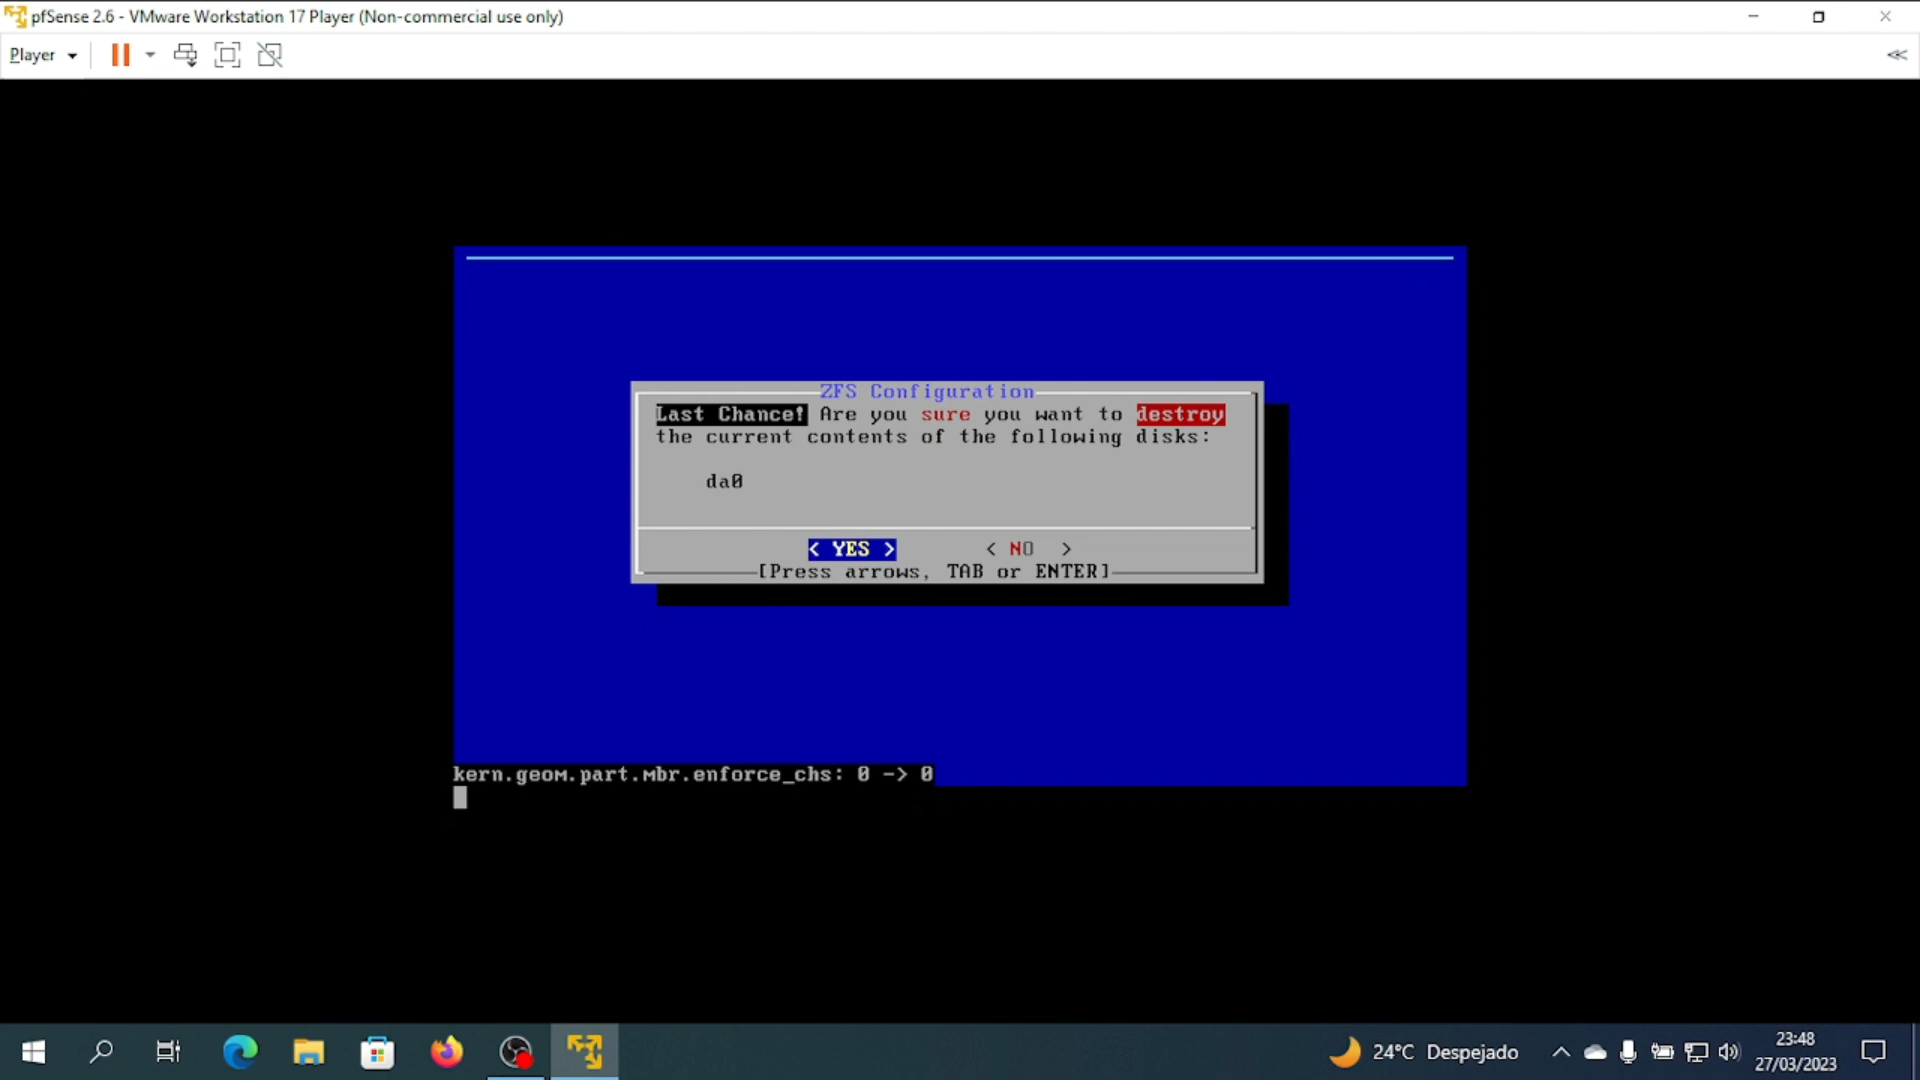 pfSense 2.6 - VMware Workstation 17 Player (Non-commercial use only)
Player
ZFS Configuration
Last Chance! Are you sure you want to destroy
the current contents of the following disks:
da0
< YES > < NO >
[Press arrows, TAB or ENTER]
kern.geom.part.mbr.enforce_chs: 0 -> 0
24°C Despejado
23:48
27/03/2023